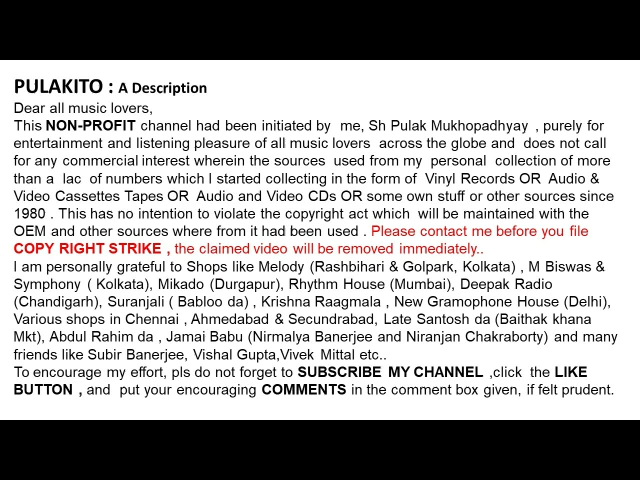 PULAKITO : A Description
Dear all music lovers,
This NON-PROFIT channel had been initiated by me, Sh Pulak Mukhopadhyay , purely for
entertainment and listening pleasure of all music lovers across the globe and does not call
for any commercial interest wherein the sources used from my personal collection of more
than a lac of numbers which I started collecting in the form of Vinyl Records OR Audio &
Video Cassettes Tapes OR Audio and Video CDs OR some own stuff or other sources since
1980 . This has no intention to violate the copyright act which will be maintained with the
OEM and other sources where from it had been used . Please contact me before you file
COPY RIGHT STRIKE , the claimed video will be removed immediately..
I am personally grateful to Shops like Melody (Rashbihari & Golpark, Kolkata) , M Biswas &
Symphony ( Kolkata), Mikado (Durgapur), Rhythm House (Mumbai), Deepak Radio
(Chandigarh), Suranjali ( Babloo da) , Krishna Raagmala , New Gramophone House (Delhi),
Various shops in Chennai , Ahmedabad & Secundrabad, Late Santosh da (Baithak khana
Mkt), Abdul Rahim da , Jamai Babu (Nirmalya Banerjee and Niranjan Chakraborty) and many
friends like Subir Banerjee, Vishal Gupta,Vivek Mittal etc..
To encourage my effort, pls do not forget to SUBSCRIBE MY CHANNEL ,click the LIKE
BUTTON , and put your encouraging COMMENTS in the comment box given, if felt prudent.